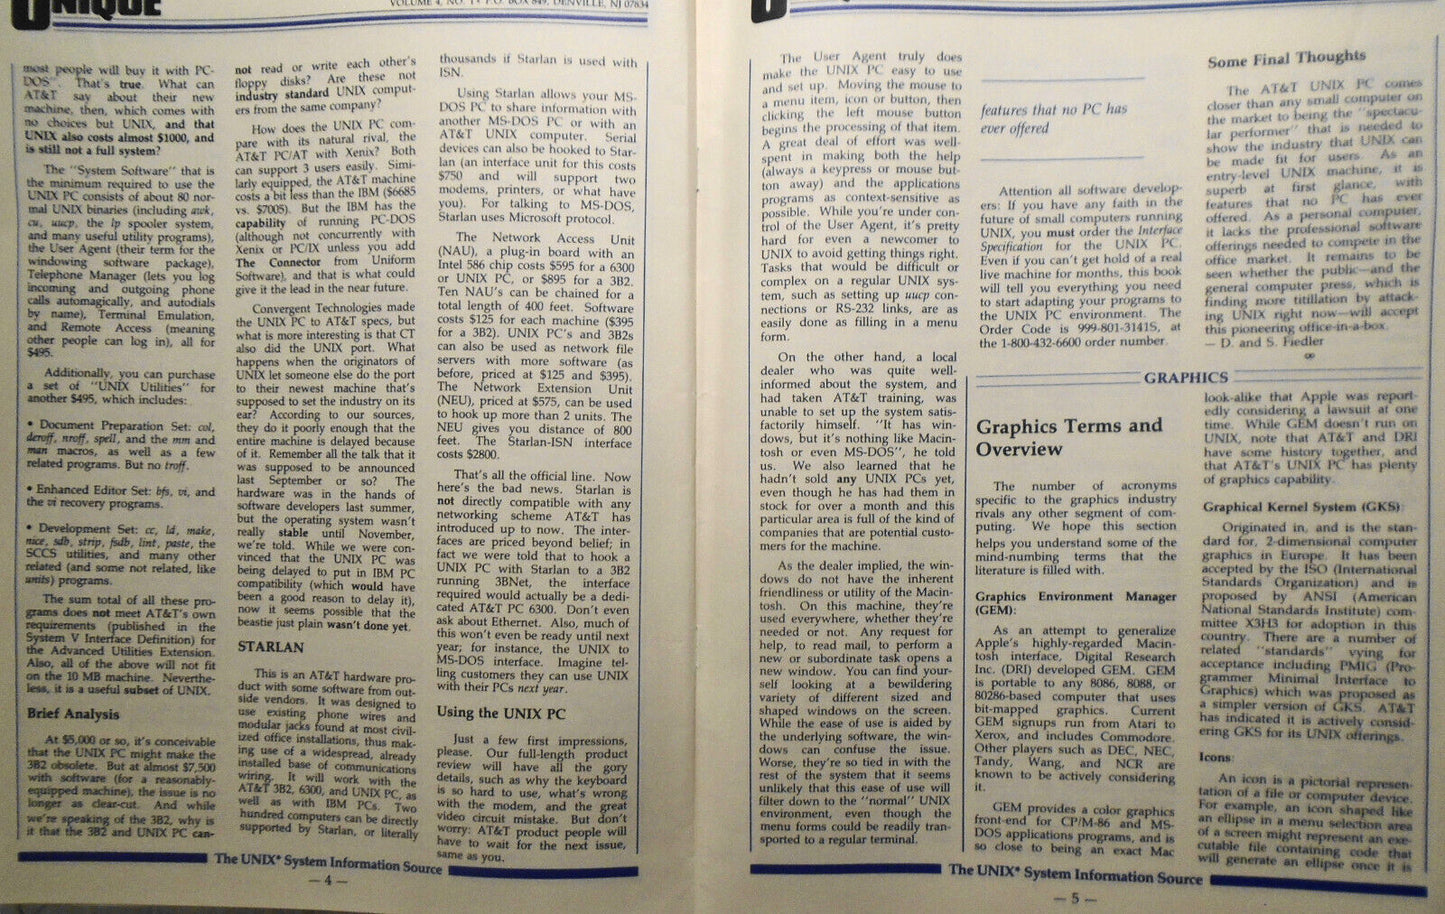 UNIQUE
VOLUME 4, NO. 1 • P.O. BOX 849, DENVILLE, NJ 07834
most people will buy it with PC-
DOS". That's true. What can
AT&T say about their new
machine, then, which comes with
no choices but UNIX, and that
UNIX also costs almost $1000, and
is still not a full system?
The "System Software" that is
the minimum required to use the
UNIX PC consists of about 80 nor-
mal UNIX binaries (including awk,
cu, uucp, the lp spooler system,
and many useful utility programs),
the User Agent (their term for the
windowing software package),
Telephone Manager (lets you log
incoming and outgoing phone
calls automagically, and autodials
by name), Terminal Emulation,
and Remote Access (meaning
other people can log in), all for
$495.
Additionally, you can purchase
a set of "UNIX Utilities" for
another $495, which includes:
• Document Preparation Set: col,
deroff, nroff, spell, and the mm and
man macros, as well as a few
related programs. But no troff.
• Enhanced Editor Set: bfs, vi, and
the vi recovery programs.
• Development Set: cc, ld, make,
nice, sdb, strip, fsdb, lint, paste, the
SCCS utilities, and many other
related (and some not related, like
units) programs.
The sum total of all these pro-
grams does not meet AT&T's own
requirements (published in the
System V Interface Definition) for
the Advanced Utilities Extension.
Also, all of the above will not fit
on the 10 MB machine. Neverthe-
less, it is a useful subset of UNIX.
Brief Analysis
At $5,000 or so, it's conceivable
that the UNIX PC might make the
3B2 obsolete. But at almost $7,500
with software (for a reasonably-
equipped machine), the issue is no
longer as clear-cut. And while
we're speaking of the 3B2, why is
it that the 3B2 and UNIX PC can-
not read or write each other's
floppy disks? Are these not
industry standard UNIX comput-
ers from the same company?
How does the UNIX PC com-
pare with its natural rival, the
AT&T PC/AT with Xenix? Both
can support 3 users easily. Simi-
larly equipped, the AT&T machine
costs a bit less than the IBM ($6685
vs. $7005). But the IBM has the
capability of running PC-DOS
(although not concurrently with
Xenix or PC/IX unless you add
The Connector from Uniform
Software), and that is what could
give it the lead in the near future.
Convergent Technologies made
the UNIX PC to AT&T specs, but
what is more interesting is that CT
also did the UNIX port. What
happens when the originators of
UNIX let someone else do the port
to their newest machine that's
supposed to set the industry on its
ear? According to our sources,
they do it poorly enough that the
entire machine is delayed because
of it. Remember all the talk that it
was supposed to be announced
last September or so? The
hardware was in the hands of
software developers last summer,
but the operating system wasn't
really stable until November,
we're told. While we were con-
vinced that the UNIX PC was
being delayed to put in IBM PC
compatibility (which would have
been a good reason to delay it),
now it seems possible that the
beastie just plain wasn't done yet.
STARLAN
This is an AT&T hardware pro-
duct with some software from out-
side vendors. It was designed to
use existing phone wires and
modular jacks found at most civil-
ized office installations, thus mak-
ing use of a widespread, already
installed base of communications
wiring. It will work with the
AT&T 3B2, 6300, and UNIX PC, as
well as with IBM PCs. Two
hundred computers can be directly
supported by Starlan, or literally
thousands if Starlan is used with
ISN.
Using Starlan allows your MS-
DOS PC to share information with
another MS-DOS PC or with an
AT&T UNIX computer. Serial
devices can also be hooked to Star-
lan (an interface unit for this costs
$750 and will support two
modems, printers, or what have
you). For talking to MS-DOS,
Starlan uses Microsoft protocol.
The Network Access Unit
(NAU), a plug-in board with an
Intel 586 chip costs $595 for a 6300
or UNIX PC, or $895 for a 3B2.
Ten NAU's can be chained for a
total length of 400 feet. Software
costs $125 for each machine ($395
for a 3B2). UNIX PC's and 3B2s
can also be used as network file
servers with more software (as
before, priced at $125 and $395).
The Network Extension Unit
(NEU), priced at $575, can be used
to hook up more than 2 units. The
NEU gives you distance of 800
feet. The Starlan-ISN interface
costs $2800.
That's all the official line. Now
here's the bad news. Starlan is
not directly compatible with any
networking scheme AT&T has
introduced up to now. The inter-
faces are priced beyond belief; in
fact we were told that to hook a
UNIX PC with Starlan to a 3B2
running 3BNet, the interface
required would actually be a dedi-
cated AT&T PC 6300. Don't even
ask about Ethernet. Also, much of
this won't even be ready until next
year; for instance, the UNIX to
MS-DOS interface. Imagine tel-
ling customers they can use UNIX
with their PCs next year.
Using the UNIX PC
Just a few first impressions,
please. Our full-length product
review will have all the gory
details, such as why the keyboard
is so hard to use, what's wrong
with the modem, and the great
video circuit mistake. But don't
worry: AT&T product people will
have to wait for the next issue,
same as you.
The UNIX* System Information Source
— 4 —
The User Agent truly does
make the UNIX PC easy to use
and set up. Moving the mouse to
a menu item, icon or button, then
clicking the left mouse button
begins the processing of that item.
A great deal of effort was well-
spent in making both the help
(always a keypress or mouse but-
ton away) and the applications
programs as context-sensitive as
possible. While you're under con-
trol of the User Agent, it's pretty
hard for even a newcomer to
UNIX to avoid getting things right.
Tasks that would be difficult or
complex on a regular UNIX sys-
tem, such as setting up uucp con-
nections or RS-232 links, are as
easily done as filling in a menu
form.
On the other hand, a local
dealer who was quite well-
informed about the system, and
had taken AT&T training, was
unable to set up the system satis-
factorily himself. "It has win-
dows, but it's nothing like Macin-
tosh or even MS-DOS", he told
us. We also learned that he
hadn't sold any UNIX PCs yet,
even though he has had them in
stock for over a month and this
particular area is full of the kind of
companies that are potential custo-
mers for the machine.
As the dealer implied, the win-
dows do not have the inherent
friendliness or utility of the Macin-
tosh. On this machine, they're
used everywhere, whether they're
needed or not. Any request for
help, to read mail, to perform a
new or subordinate task opens a
new window. You can find your-
self looking at a bewildering
variety of different sized and
shaped windows on the screen.
While the ease of use is aided by
the underlying software, the win-
dows can confuse the issue.
Worse, they're so tied in with the
rest of the system that it seems
unlikely that this ease of use will
filter down to the "normal" UNIX
environment, even though the
menu forms could be readily tran-
sported to a regular terminal.
features that no PC has
ever offered
Attention all software develop-
ers: If you have any faith in the
future of small computers running
UNIX, you must order the Interface
Specification for the UNIX PC.
Even if you can't get hold of a real
live machine for months, this book
will tell you everything you need
to start adapting your programs to
the UNIX PC environment. The
Order Code is 999-801-31415, at
the 1-800-432-6600 order number.
Some Final Thoughts
The AT&T UNIX PC comes
closer than any small computer on
the market to being the "spectacu-
lar performer" that is needed to
show the industry that UNIX can
be made fit for users. As an
entry-level UNIX machine, it is
superb at first glance, with
features that no PC has ever
offered. As a personal computer,
it lacks the professional software
offerings needed to compete in the
office market. It remains to be
seen whether the public—and the
general computer press, which is
finding more titillation by attack-
ing UNIX right now—will accept
this pioneering office-in-a-box.
— D. and S. Fiedler
∞
GRAPHICS
Graphics Terms and
Overview
The number of acronyms
specific to the graphics industry
rivals any other segment of com-
puting. We hope this section
helps you understand some of the
mind-numbing terms that the
literature is filled with.
Graphics Environment Manager
(GEM):
As an attempt to generalize
Apple's highly-regarded Macin-
tosh interface, Digital Research
Inc. (DRI) developed GEM. GEM
is portable to any 8086, 8088, or
80286-based computer that uses
bit-mapped graphics. Current
GEM signups run from Atari to
Xerox, and includes Commodore.
Other players such as DEC, NEC,
Tandy, Wang, and NCR are
known to be actively considering
it.
GEM provides a color graphics
front-end for CP/M-86 and MS-
DOS applications programs, and is
so close to being an exact Mac
look-alike that Apple was report-
edly considering a lawsuit at one
time. While GEM doesn't run on
UNIX, note that AT&T and DRI
have some history together, and
that AT&T's UNIX PC has plenty
of graphics capability.
Graphical Kernel System (GKS):
Originated in, and is the stan-
dard for, 2-dimensional computer
graphics in Europe. It has been
accepted by the ISO (International
Standards Organization) and is
proposed by ANSI (American
National Standards Institute) com-
mittee X3H3 for adoption in this
country. There are a number of
related "standards" vying for
acceptance including PMIG (Pro-
grammer Minimal Interface to
Graphics) which was proposed as
a simpler version of GKS. AT&T
has indicated it is actively consid-
ering GKS for its UNIX offerings.
Icons:
An icon is a pictorial represen-
tation of a file or computer device.
For example, an icon shaped like
an ellipse in a menu selection area
of a screen might represent an exe-
cutable file containing code that
will generate an ellipse once it is
The UNIX* System Information Source
— 5 —